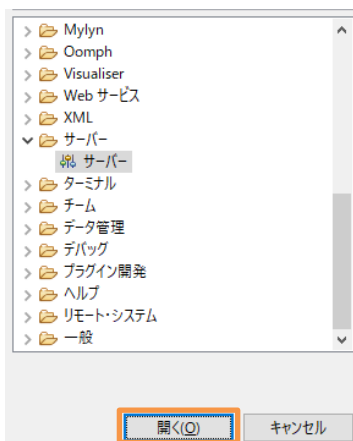 Mylyn
Oomph
Visualiser
Web サービス
XML
サーバー
サーバー
ターミナル
チーム
データ管理
デバッグ
プラグイン開発
ヘルプ
リモート・システム
一般
開く(O)
キャンセル